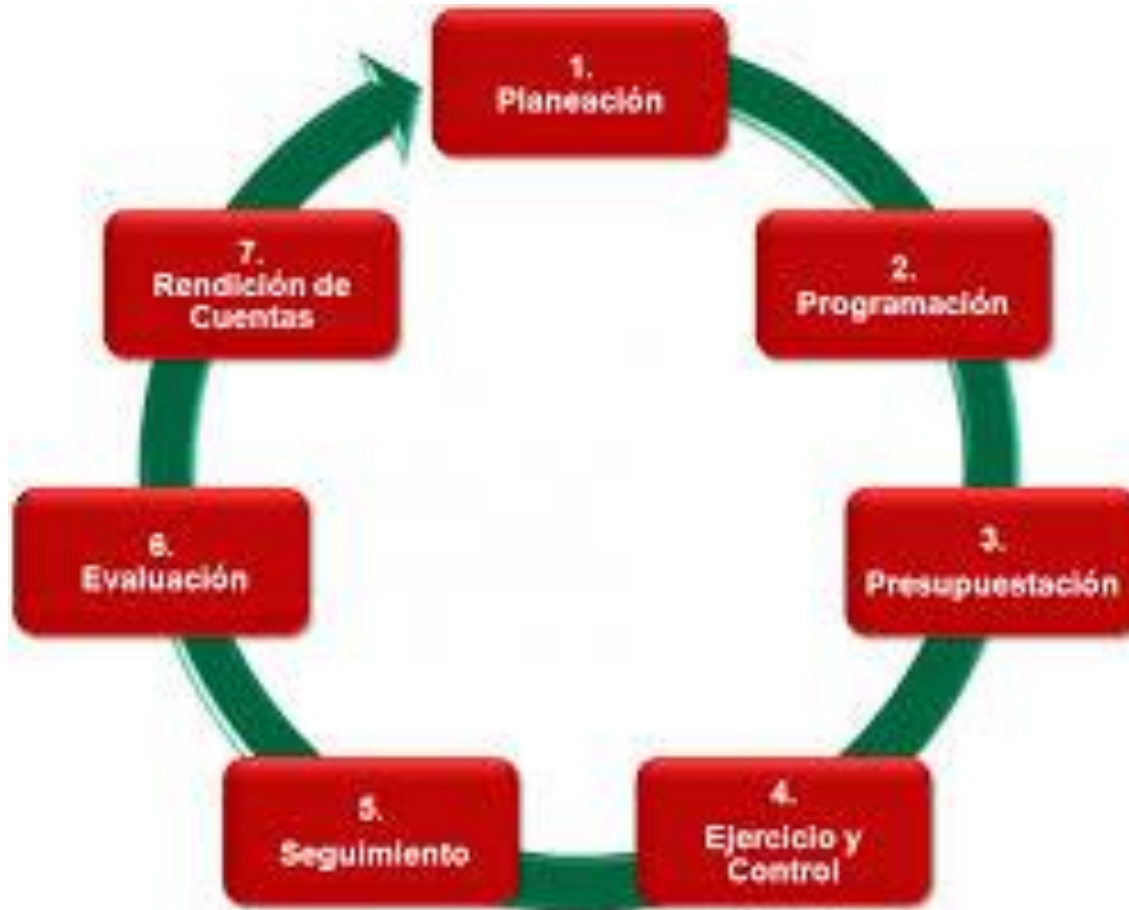 1.
Planeación
2.
Programación
3.
Presupuestación
4.
Ejercicio y
Control
5.
Seguimiento
6.
Evaluación
7.
Rendición de
Cuentas